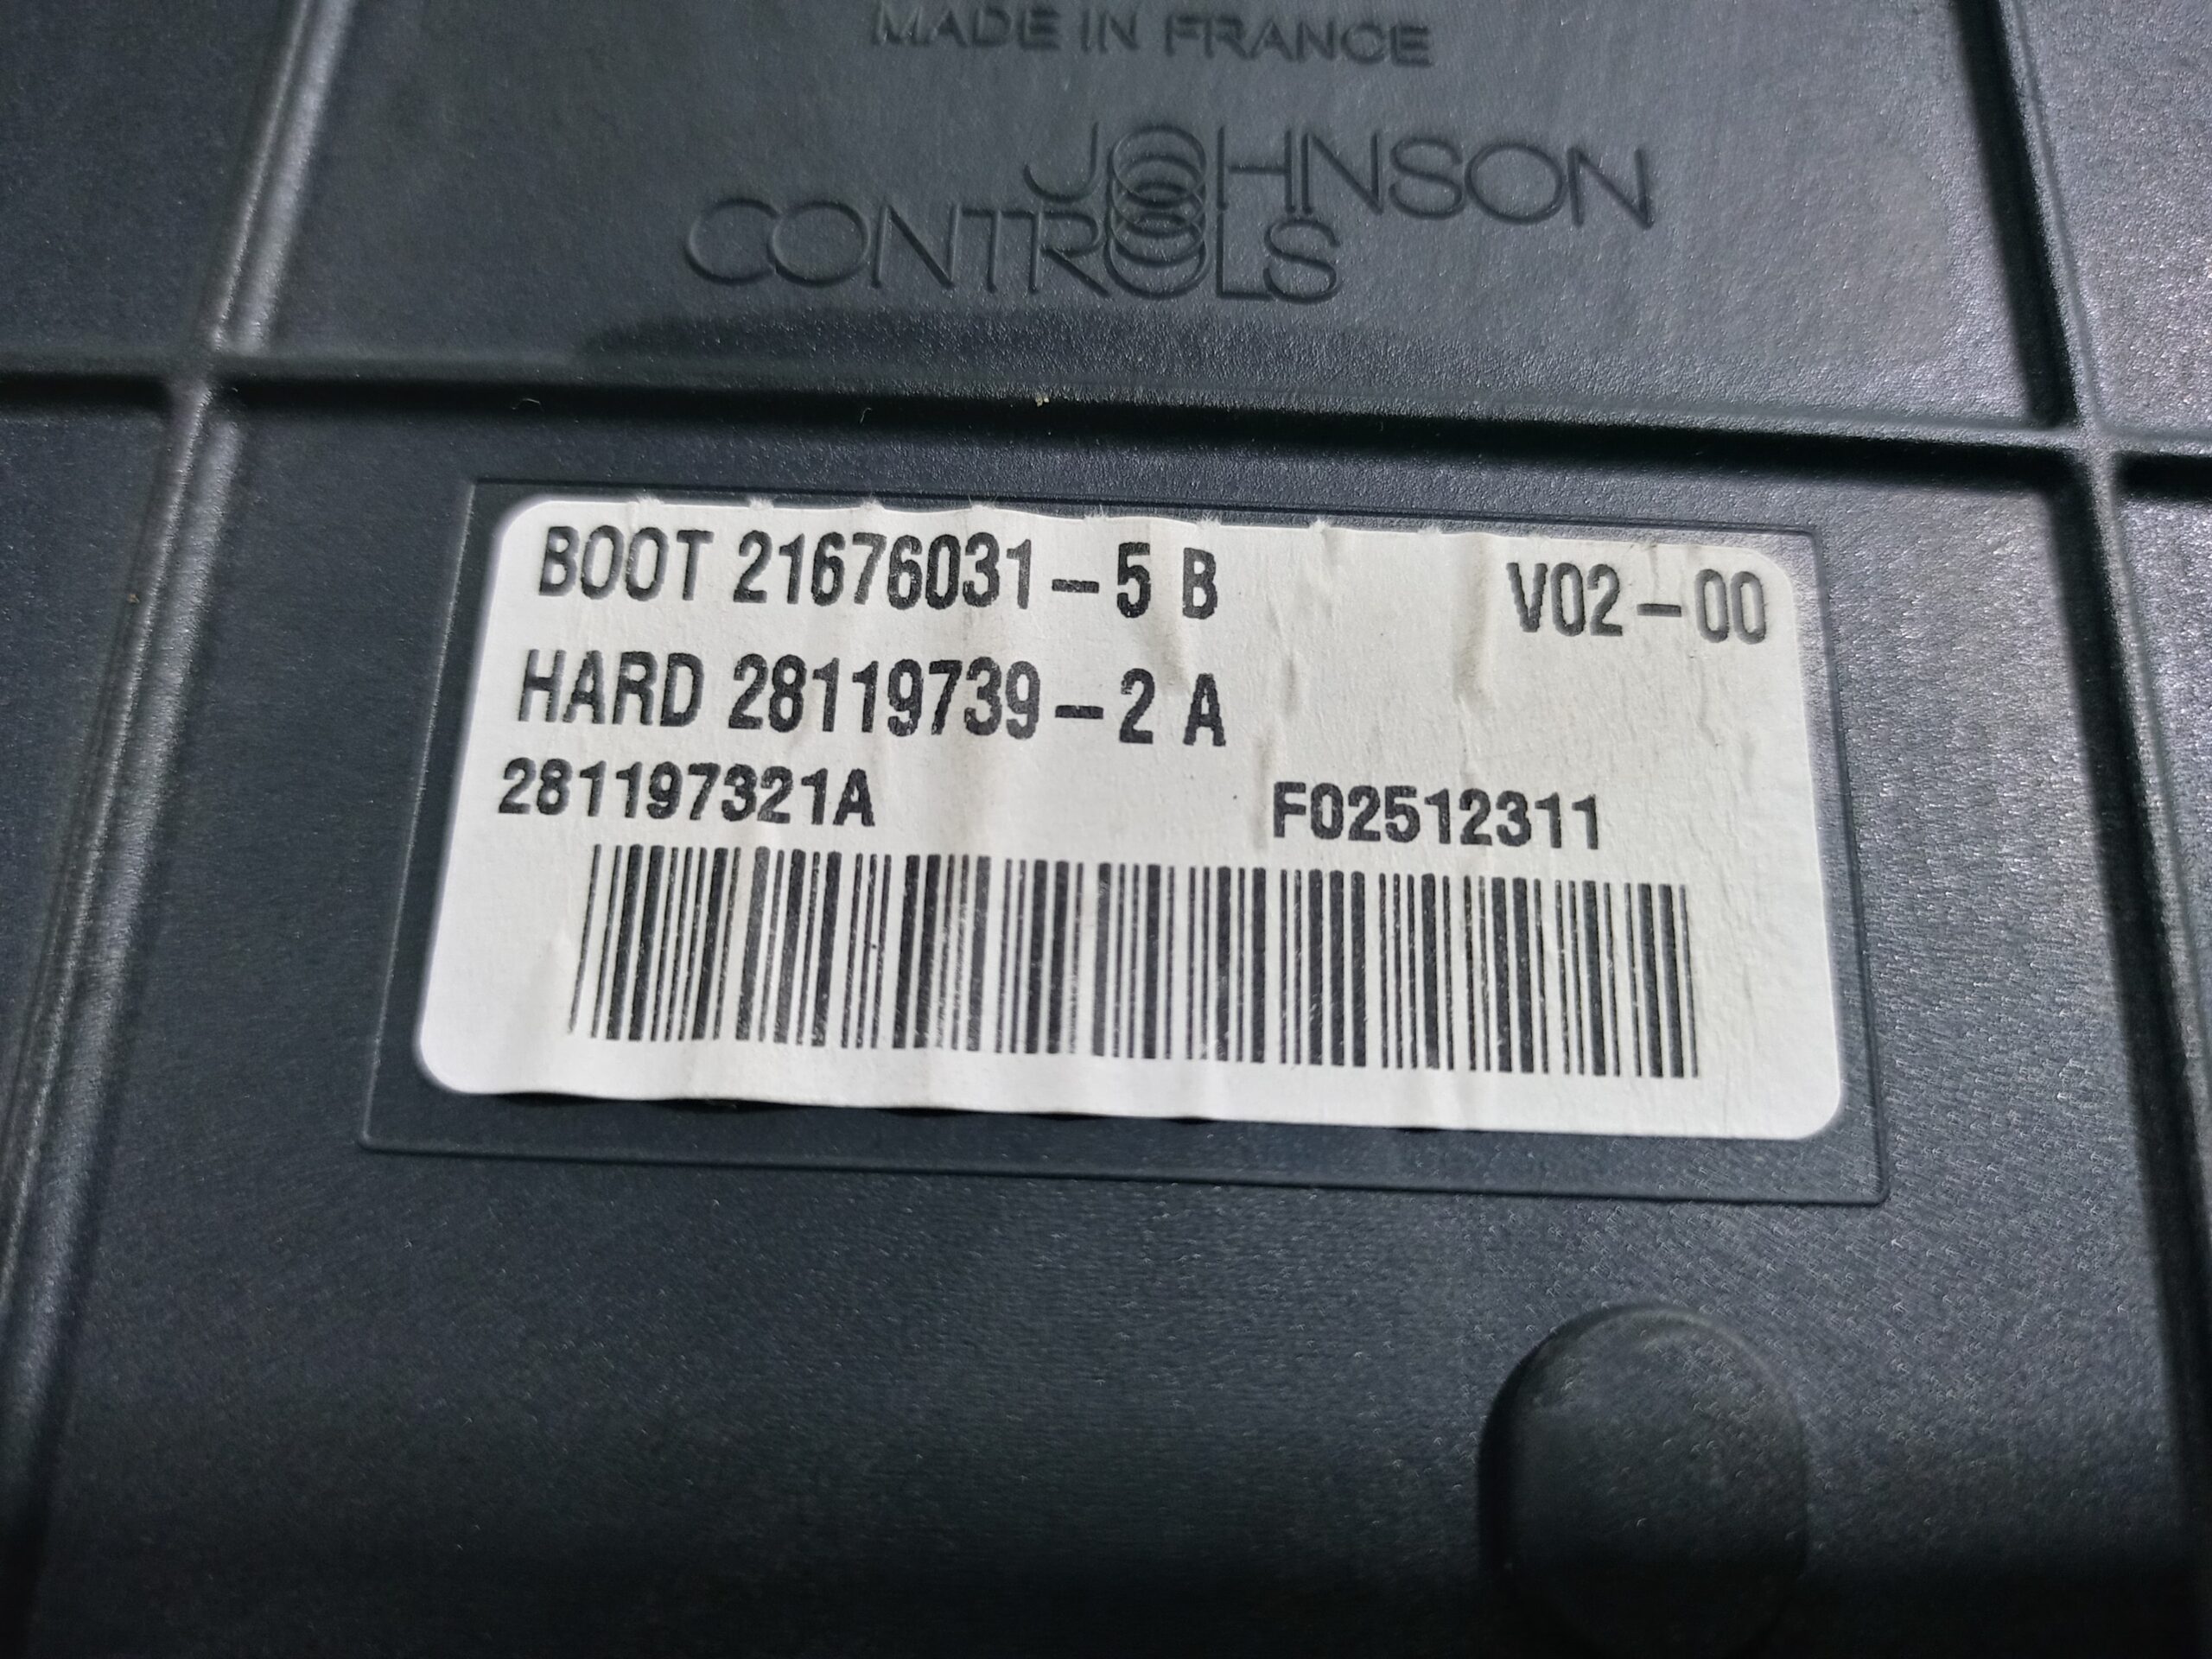 MADE IN FRANCE
JOHNSON
CONTROLS
BOOT 21676031-5 B V02-00
HARD 28119739-2 A
281197321A F02512311